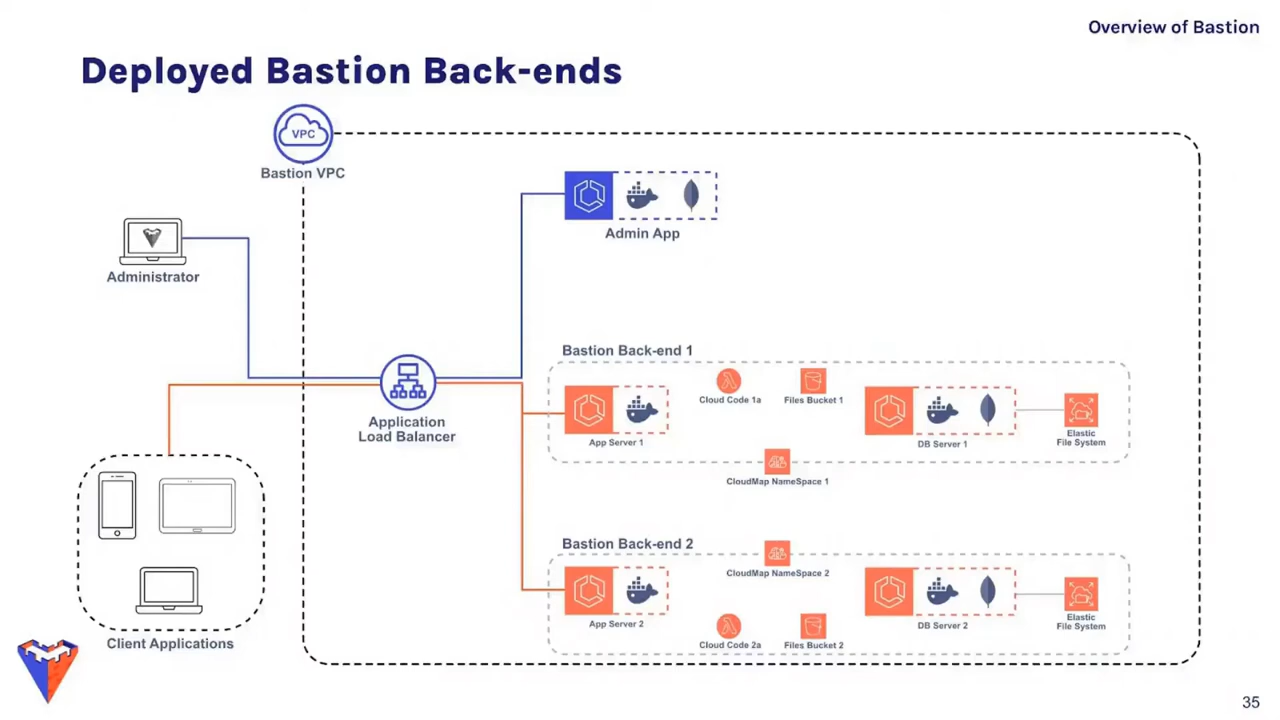 Overview of Bastion
Deployed Bastion Back-ends
VPC
Bastion VPC
Admin App
Administrator
Application
Load Balancer
Bastion Back-end 1
Cloud Code 1a
Files Bucket 1
App Server 1
DB Server 1
Elastic
File System
CloudMap NameSpace 1
Bastion Back-end 2
CloudMap NameSpace 2
App Server 2
DB Server 2
Elastic
File System
Cloud Code 2a
Files Bucket 2
Client Applications
35